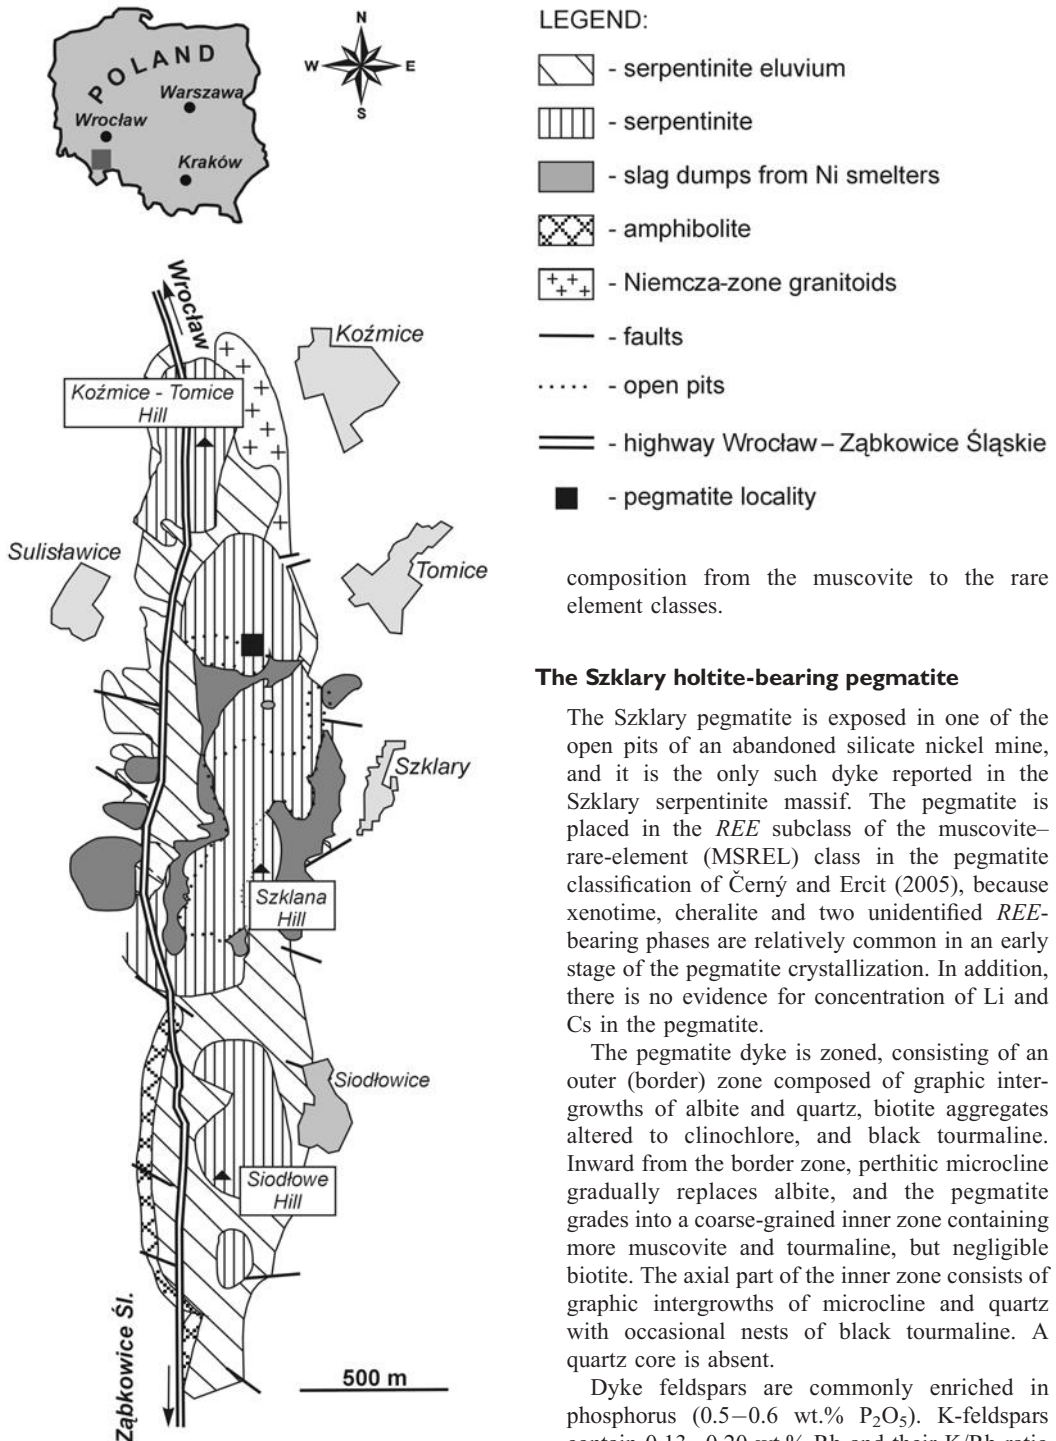 POLAND
Warszawa
Wrocław
Kraków
N
W E
S
LEGEND:
- serpentinite eluvium
- serpentinite
- slag dumps from Ni smelters
- amphibolite
- Niemcza-zone granitoids
- faults
- open pits
- highway Wrocław – Ząbkowice Śląskie
- pegmatite locality
Wrocław
Koźmice
Koźmice - Tomice
Hill
Sulisławice
Tomice
Szklary
Szklana
Hill
Siodłowice
Siodłowe
Hill
Ząbkowice Śl.
500 m
composition from the muscovite to the rare
element classes.
The Szklary holtite-bearing pegmatite
The Szklary pegmatite is exposed in one of the
open pits of an abandoned silicate nickel mine,
and it is the only such dyke reported in the
Szklary serpentinite massif. The pegmatite is
placed in the REE subclass of the muscovite–
rare-element (MSREL) class in the pegmatite
classification of Černý and Ercit (2005), because
xenotime, cheralite and two unidentified REE-
bearing phases are relatively common in an early
stage of the pegmatite crystallization. In addition,
there is no evidence for concentration of Li and
Cs in the pegmatite.
The pegmatite dyke is zoned, consisting of an
outer (border) zone composed of graphic inter-
growths of albite and quartz, biotite aggregates
altered to clinochlore, and black tourmaline.
Inward from the border zone, perthitic microcline
gradually replaces albite, and the pegmatite
grades into a coarse-grained inner zone containing
more muscovite and tourmaline, but negligible
biotite. The axial part of the inner zone consists of
graphic intergrowths of microcline and quartz
with occasional nests of black tourmaline. A
quartz core is absent.
Dyke feldspars are commonly enriched in
phosphorus (0.5–0.6 wt.% P₂O₅). K-feldspars
contain 0.13–0.20 wt.% Rb and their K/Rb ratio